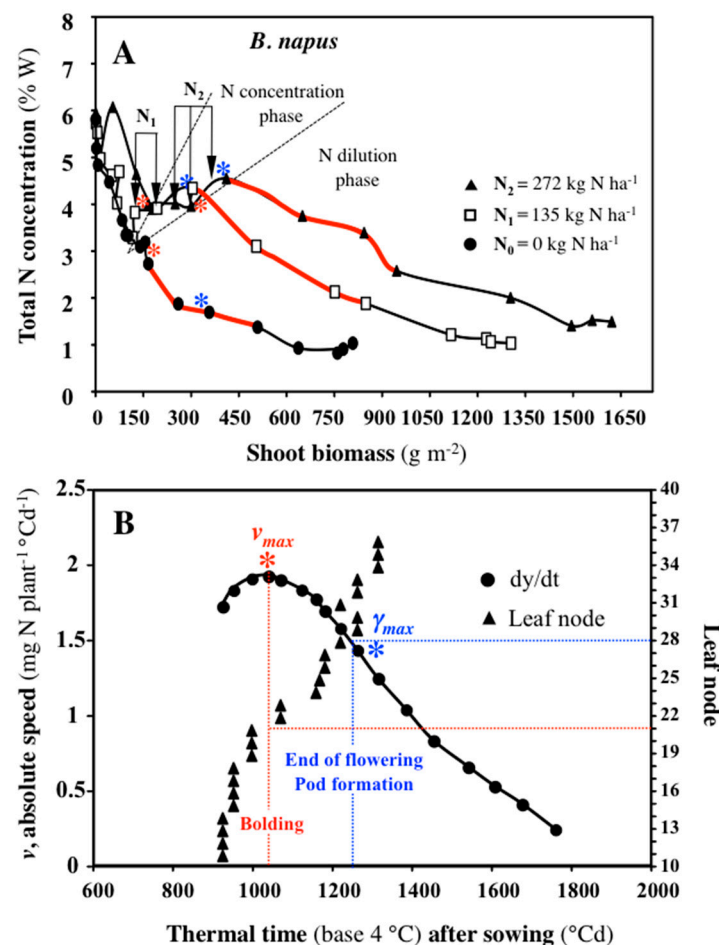 B. napus
A
8
7
5
4
3
2
1
0
Total N concentration (% W)
N₁
N₂
N concentration
phase
N dilution
phase
N₂ = 272 kg N ha⁻¹
N₁ = 135 kg N ha⁻¹
N₀ = 0 kg N ha⁻¹
*
*
*
*
*
*
0 150 300 450 600 750 900 1050 1200 1350 1500 1650
Shoot biomass (g m⁻²)
B
2.5
2
1.5
1
0.5
0
v, absolute speed (mg N plant⁻¹ °Cd⁻¹)
vmax
*
γmax
*
dy/dt
Leaf node
End of flowering
Pod formation
Bolding
40
37
34
31
28
25
22
19
16
13
10
Leaf node
600 800 1000 1200 1400 1600 1800 2000
Thermal time (base 4 °C) after sowing (°Cd)